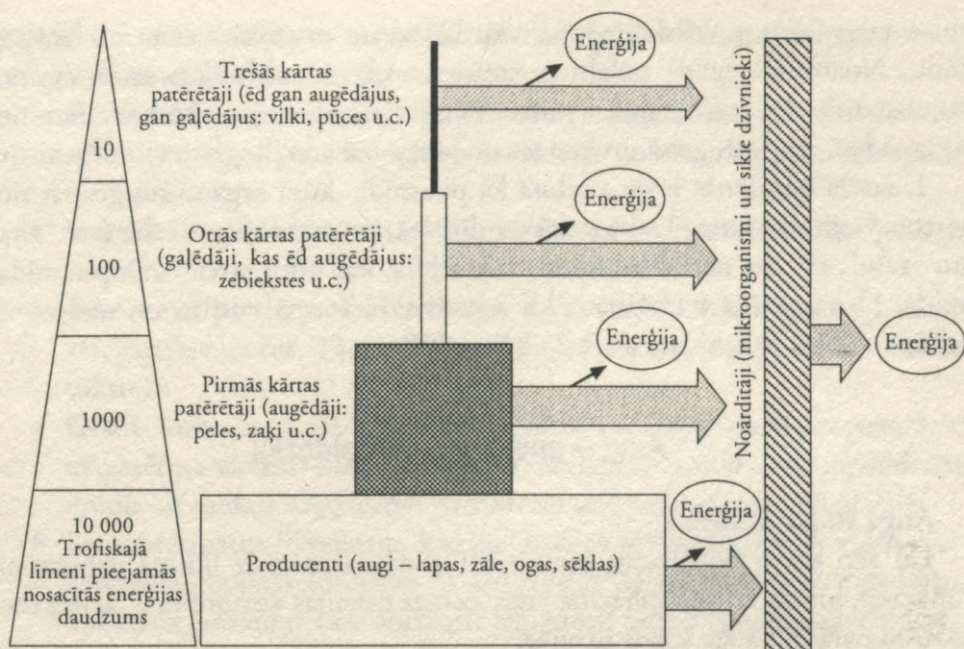 Trešās kārtas
patērētāji (ēd gan augēdājus,
gan gaļēdājus: vilki, pūces u.c.)
Enerģija
10
Otrās kārtas patērētāji
(gaļēdāji, kas ēd augēdājus:
zebiekstes u.c.)
Enerģija
100
Pirmās kārtas
patērētāji (augēdāji:
peles, zaķi u.c.)
Enerģija
1000
10 000
Trofiskajā
līmenī pieejamās
nosacītās enerģijas
daudzums
Producenti (augi – lapas, zāle, ogas, sēklas)
Enerģija
Noārdītāji (mikroorganismi un sīkie dzīvnieki)
Enerģija